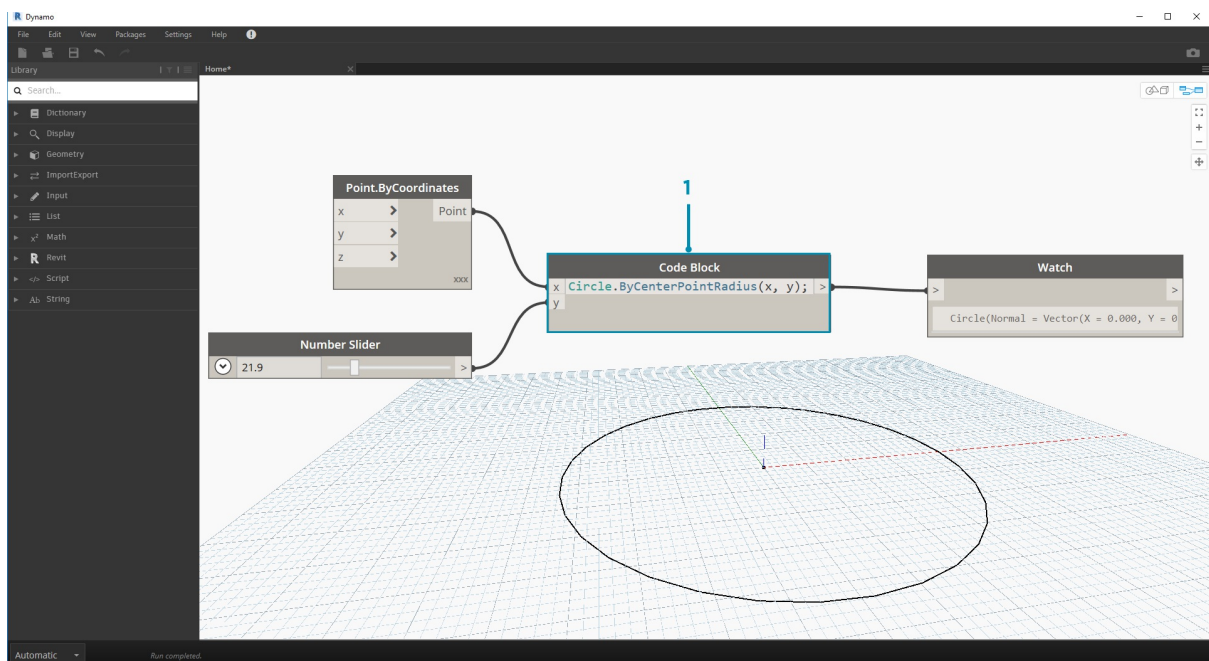 R Dynamo
File Edit View Packages Settings Help
Library
Home*
Search...
Dictionary
Display
Geometry
ImportExport
Input
List
x² Math
R Revit
</> Script
Ab String
Point.ByCoordinates
x > Point
y >
z >
xxx
1
Number Slider
21.9 >
Code Block
x Circle.ByCenterPointRadius(x, y); >
y
Watch
> >
Circle(Normal = Vector(X = 0.000, Y = 0
Automatic
Run completed.